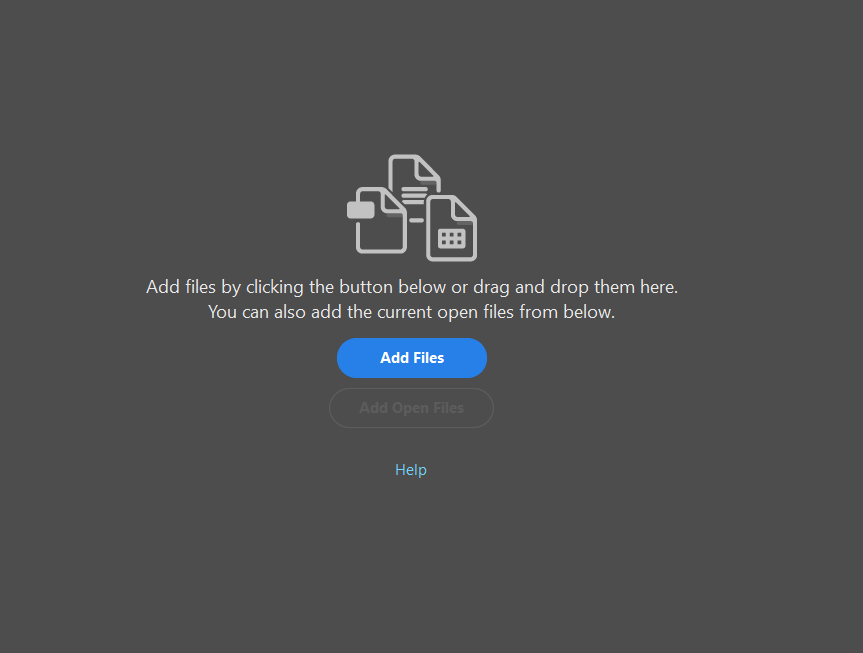 Add files by clicking the button below or drag and drop them here.
You can also add the current open files from below.
Add Files
Add Open Files
Help